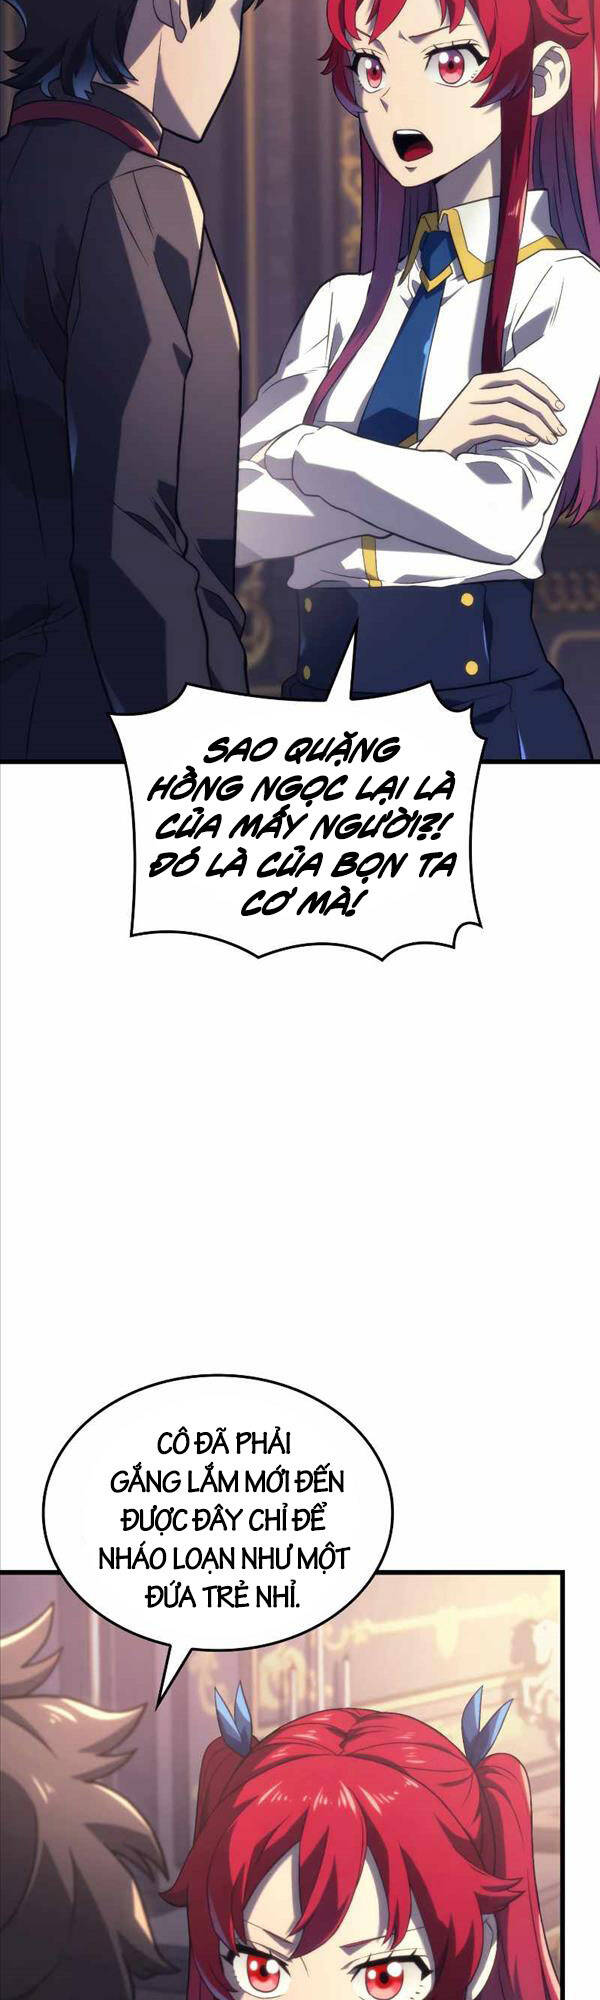 SAO QUẶNG
HỒNG NGỌC LẠI LÀ
CỦA MẤY NGƯỜI?!
ĐÓ LÀ CỦA BỌN TA
CƠ MÀ!
CÔ ĐÃ PHẢI
GẮNG LẮM MỚI ĐẾN
ĐƯỢC ĐÂY CHỈ ĐỂ
NHÁO LOẠN NHƯ MỘT
ĐỨA TRẺ NHỈ.